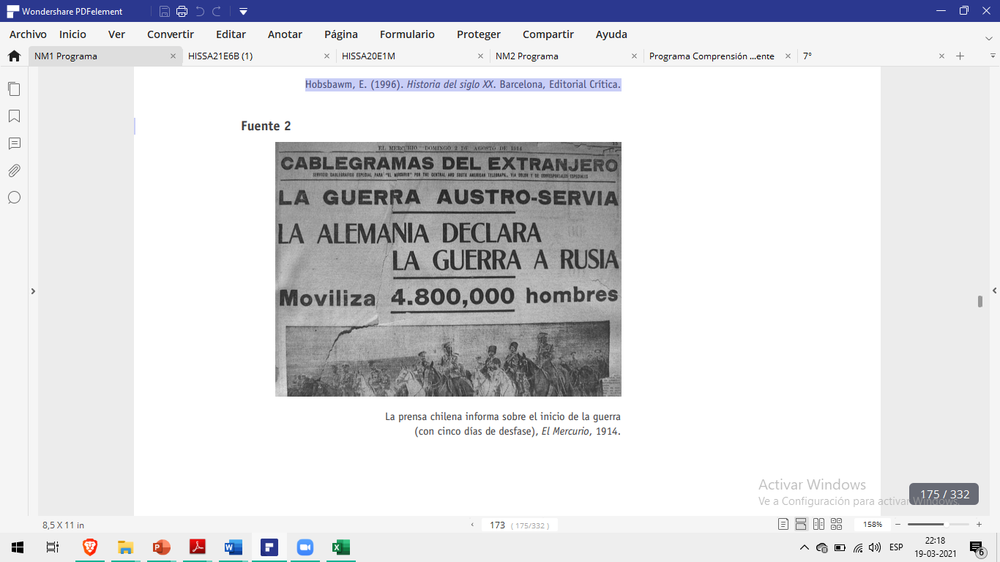 Wondershare PDFelement
Archivo Inicio Ver Convertir Editar Anotar Página Formulario Proteger Compartir Ayuda
NM1 Programa HISSA21E6B (1) HISSA20E1M NM2 Programa Programa Comprensión ...ente 7°
Hobsbawm, E. (1996). Historia del siglo XX. Barcelona, Editorial Crítica.
Fuente 2
EL MERCURIO DOMINGO 2 DE AGOSTO DE 1914
CABLEGRAMAS DEL EXTRANJERO
SERVICIO CABLEGRAFICO ESPECIAL PARA "EL MERCURIO" POR THE CENTRAL AND SOUTH AMERICAN TELEGRAPH, VIA COLON Y DE CORRESPONSALES ESPECIALES
LA GUERRA AUSTRO-SERVIA
LA ALEMANIA DECLARA
LA GUERRA A RUSIA
Moviliza 4.800,000 hombres
La prensa chilena informa sobre el inicio de la guerra
(con cinco días de desfase), El Mercurio, 1914.
Activar Windows
Ve a Configuración para activar Windows.
175 / 332
8,5 X 11 in 173 ( 175/332 ) 158%
ESP 22:18
19-03-2021
6